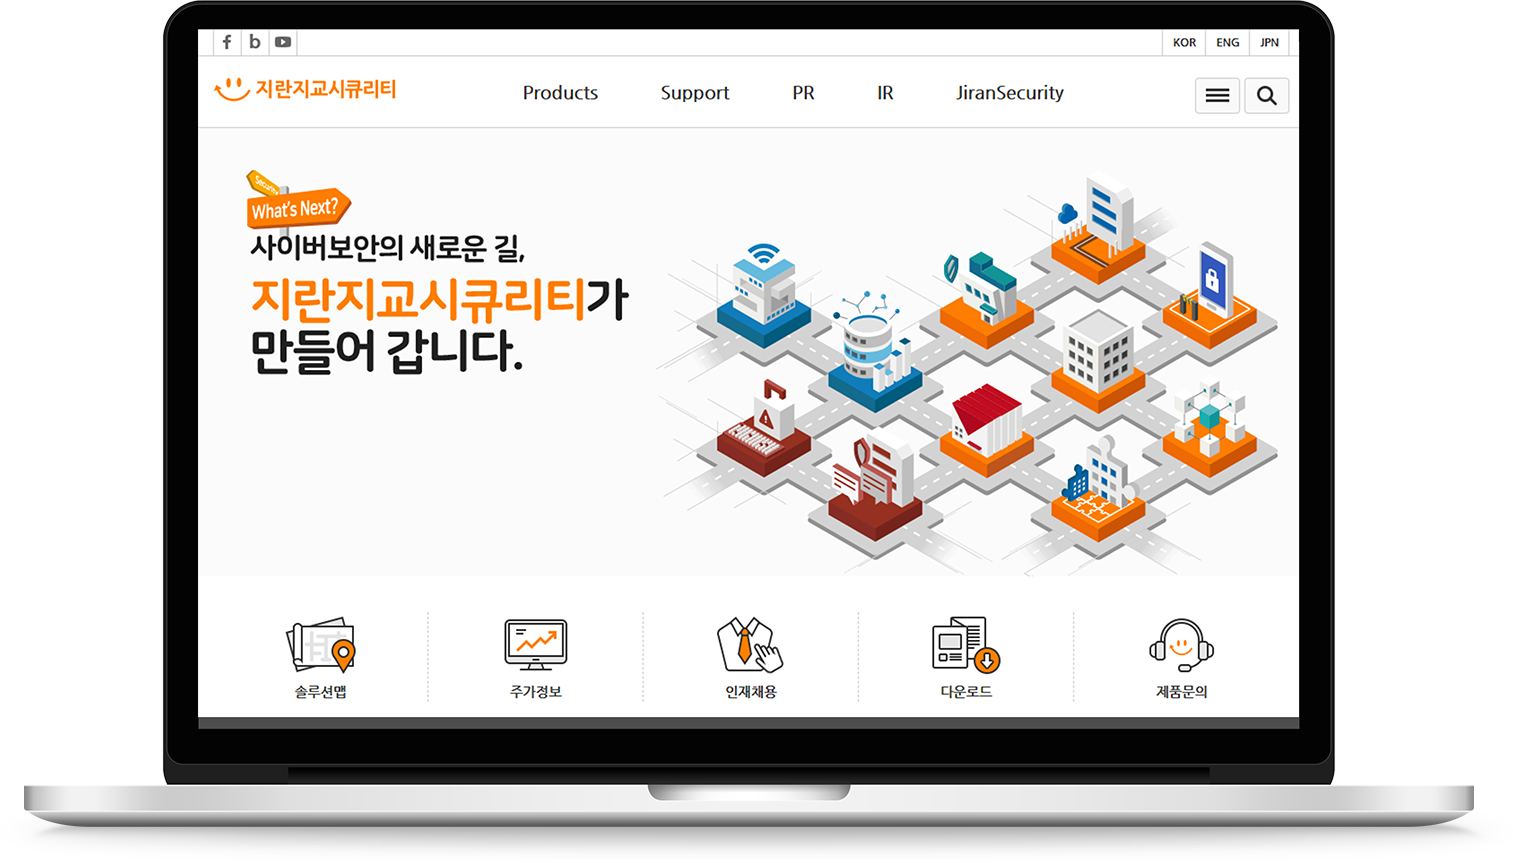 f b
KOR ENG JPN
지란지교시큐리티
Products Support PR IR JiranSecurity
Security
What's Next?
사이버보안의 새로운 길,
지란지교시큐리티가
만들어 갑니다.
솔루션맵 주가정보 인재채용 다운로드 제품문의